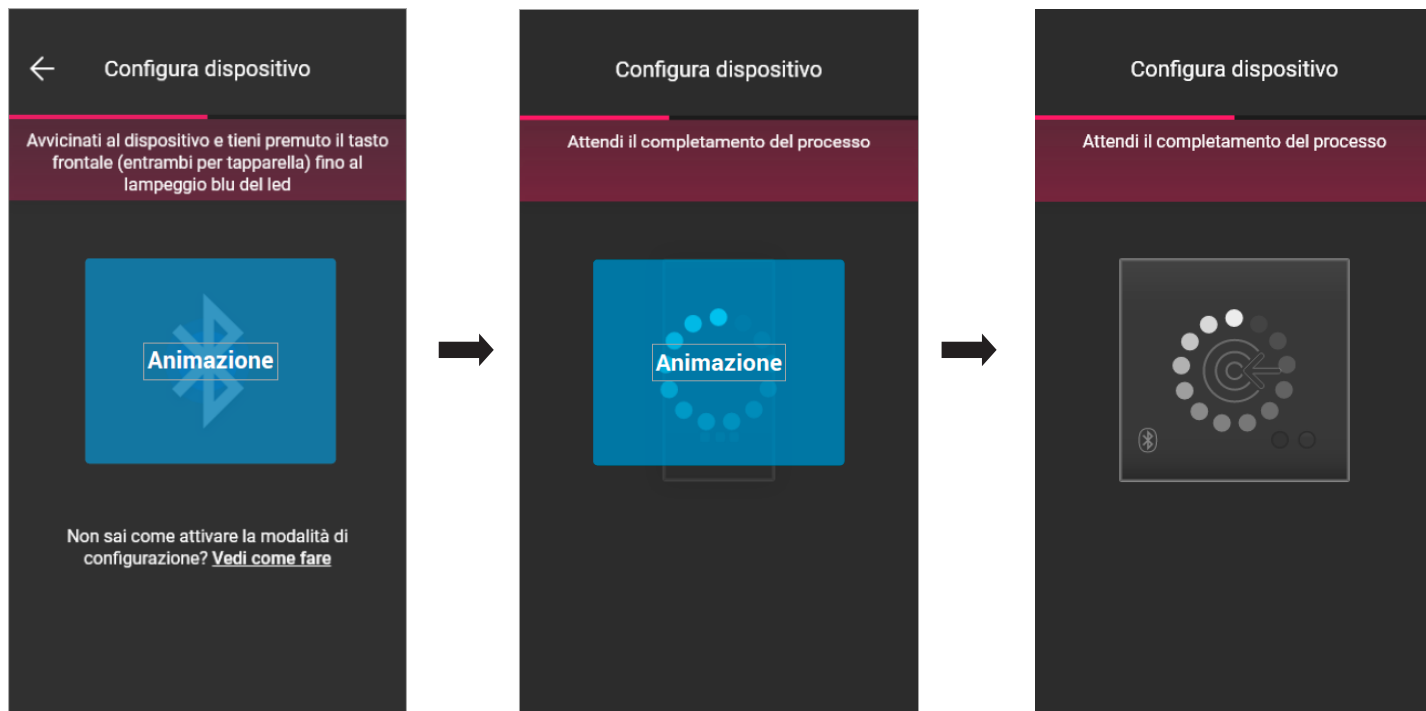 Configura dispositivo
Avvicinati al dispositivo e tieni premuto il tasto
frontale (entrambi per tapparella) fino al
lampeggio blu del led
Animazione
Non sai come attivare la modalità di
configurazione? Vedi come fare
Configura dispositivo
Attendi il completamento del processo
Animazione
Configura dispositivo
Attendi il completamento del processo